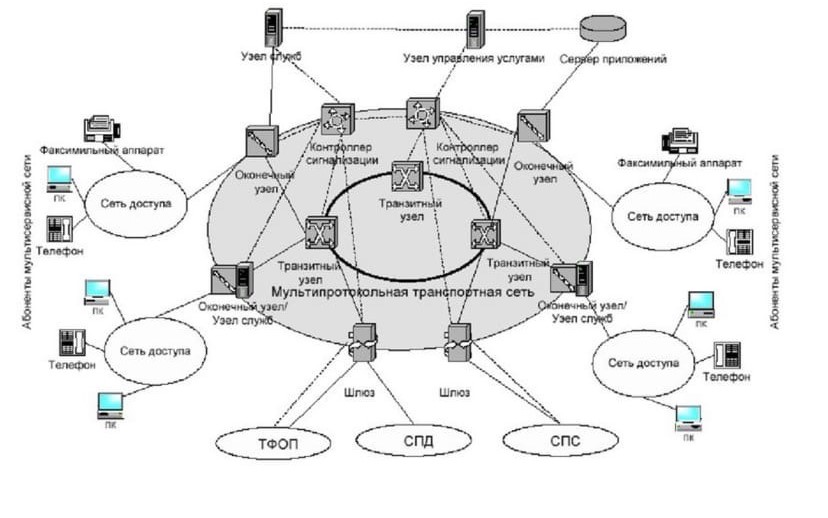 Узел служб
Узел управления услугами
Сервер приложений
Факсимильный аппарат
Контроллер
сигнализации
Контроллер
сигнализации
Факсимильный аппарат
Оконечный
узел
Оконечный
узел
ПК
Сеть доступа
Транзитный
узел
Сеть доступа
ПК
Телефон
Телефон
Абоненты мультисервисной сети
Абоненты мультисервисной сети
Транзитный
узел
Транзитный
узел
Мультипротокольная транспортная сеть
Оконечный узел/
Узел служб
Оконечный узел/
Узел служб
ПК
ПК
Телефон
Сеть доступа
Сеть доступа
Телефон
ПК
ПК
Шлюз
Шлюз
ТФОП
СПД
СПС